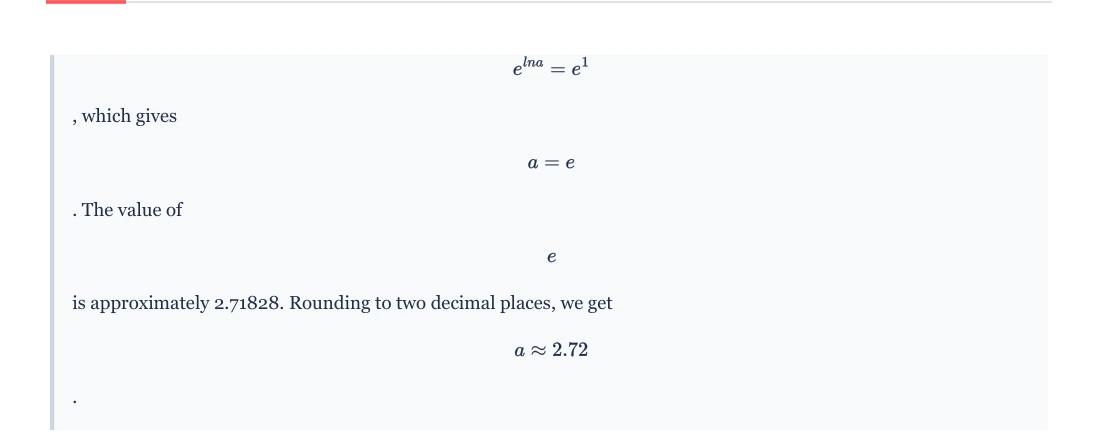 e^{lna} = e^1
, which gives
a = e
. The value of
e
is approximately 2.71828. Rounding to two decimal places, we get
a ≈ 2.72
.